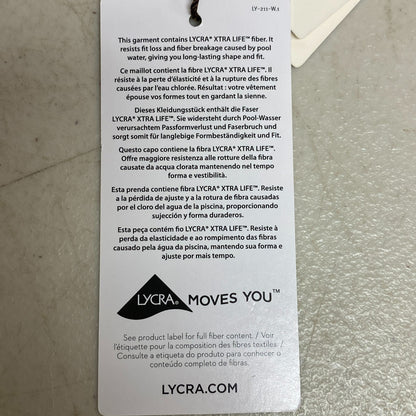 LY-211-W.1
This garment contains LYCRA® XTRA LIFE™ fiber. It
resists fit loss and fiber breakage caused by pool
water, giving you long-lasting shape and fit.
Ce maillot contient la fibre LYCRA® XTRA LIFE™. Il
résiste à la perte d'élasticité et à la rupture des fibres
causées par l'eau chlorée. Résultat : votre vêtement
épouse vos formes tout en gardant la sienne.
Dieses Kleidungsstück enthält die Faser
LYCRA® XTRA LIFE™. Sie widersteht durch Pool-Wasser
verursachtem Passformverlust und Faserbruch und
sorgt somit für langlebige Formbeständigkeit und Fit.
Questo capo contiene la fibra LYCRA® XTRA LIFE™.
Offre maggiore resistenza alle rotture della fibra
causate da acqua clorata mantenendo nel tempo
forma e vestibilità.
Esta prenda contiene fibra LYCRA® XTRA LIFE™. Resiste
a la pérdida de ajuste y a la rotura de fibras causadas
por el cloro del agua de la piscina, proporcionando
sujección y forma duraderos.
Esta peça contém fio LYCRA® XTRA LIFE™. Resiste à
perda da elasticidade e ao rompimento das fibras
causado pela água da piscina, mantendo sua forma e
ajuste por mais tempo.
LYCRA® MOVES YOU™
See product label for full fiber content. / Voir
l'étiquette pour la composition des fibres textiles. /
Consulte a etiqueta do produto para conhecer o
conteúdo completo de fibras.
LYCRA.COM